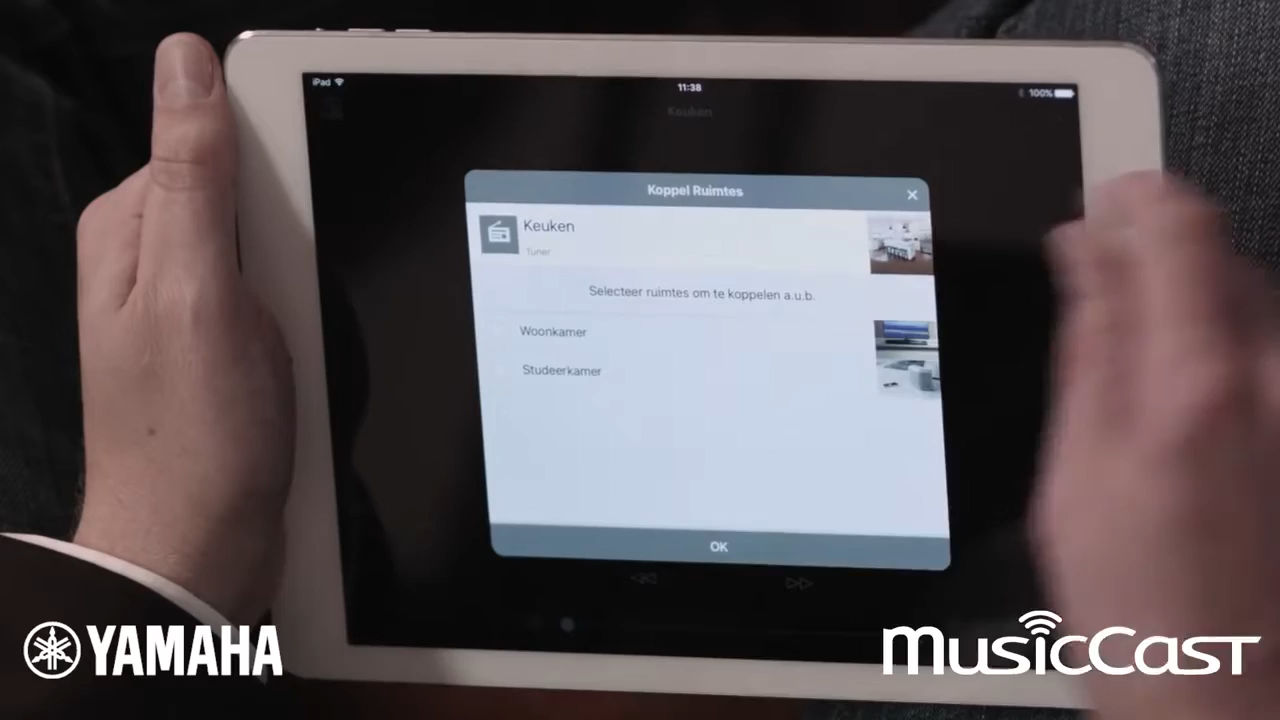 iPad
11:38
100%
Keuken
Koppel Ruimtes
Keuken
Tuner
Selecteer ruimtes om te koppelen a.u.b.
Woonkamer
Studeerkamer
OK
YAMAHA
MusicCast